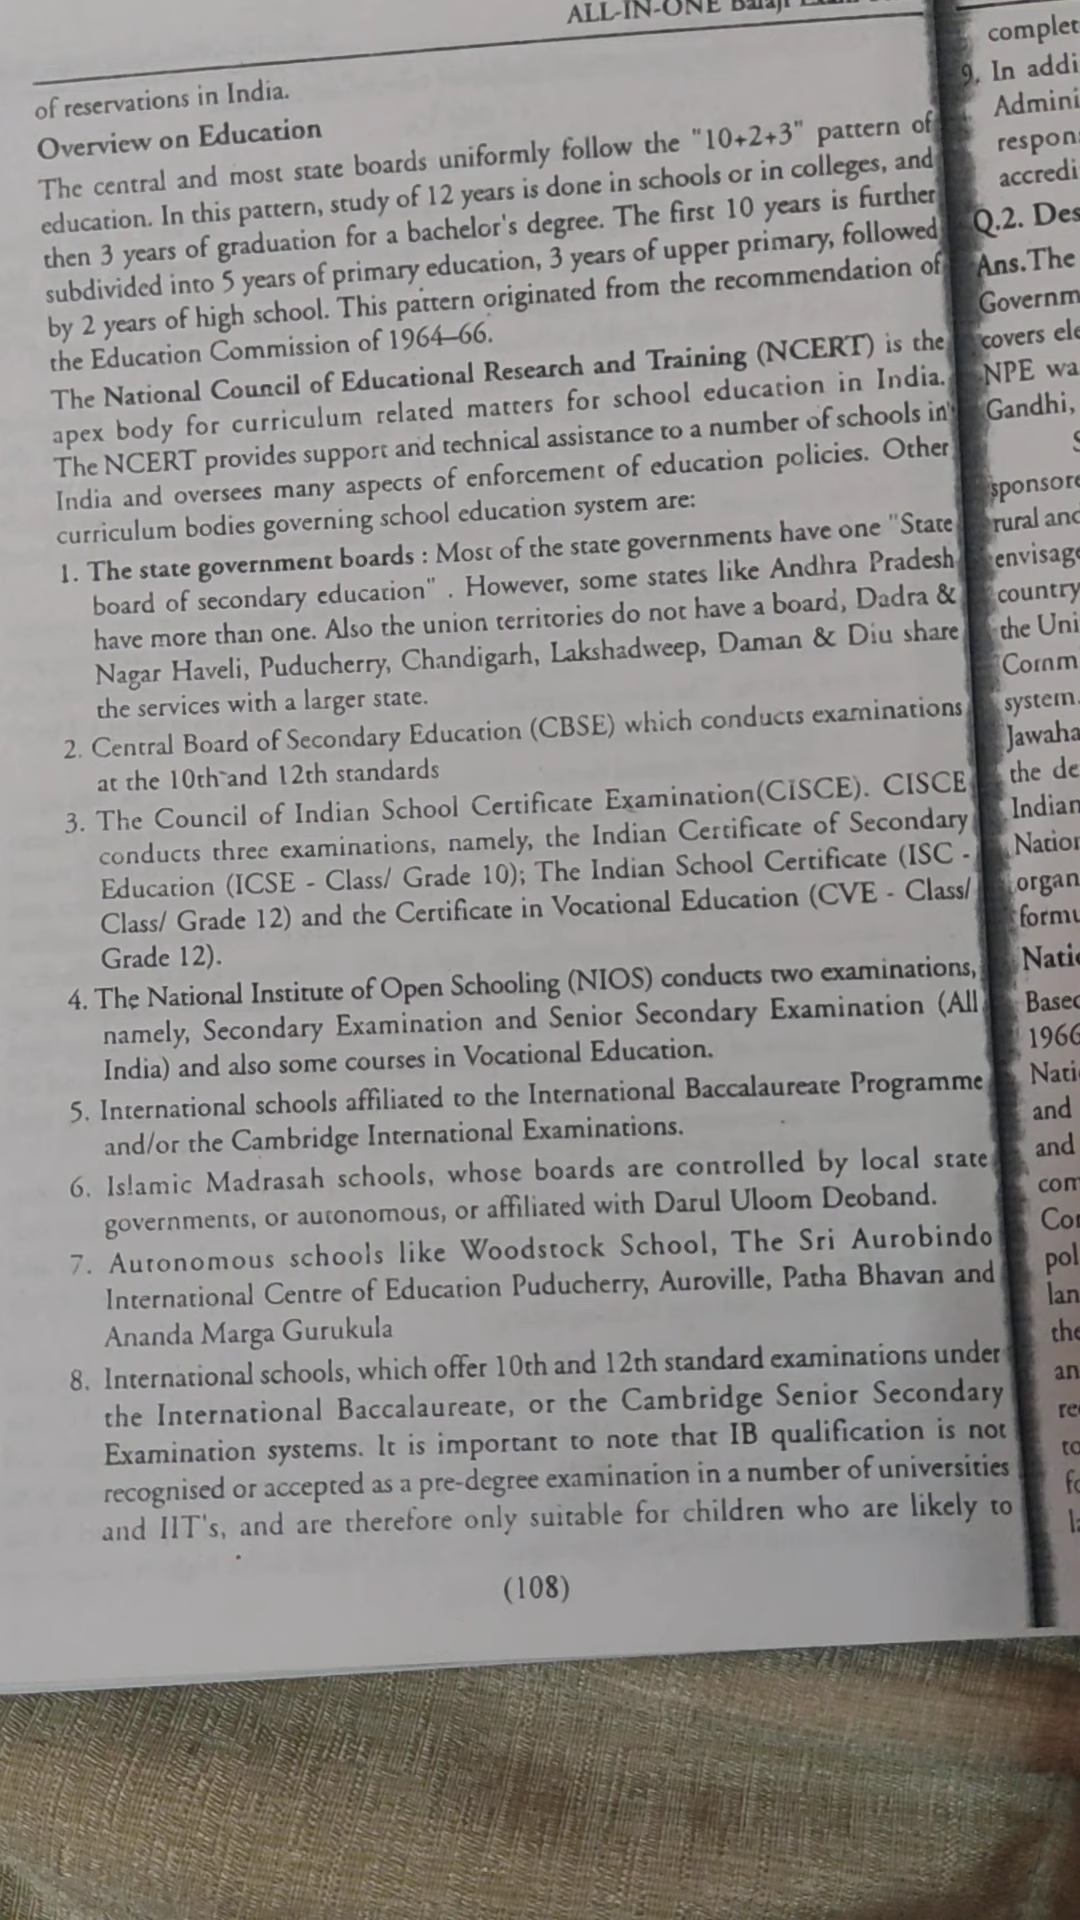 ALL-IN-ONE Balaji
of reservations in India.
Overview on Education
The central and most state boards uniformly follow the "10+2+3" pattern of
education. In this pattern, study of 12 years is done in schools or in colleges, and
then 3 years of graduation for a bachelor's degree. The first 10 years is further
subdivided into 5 years of primary education, 3 years of upper primary, followed
by 2 years of high school. This pattern originated from the recommendation of
the Education Commission of 1964–66.
The National Council of Educational Research and Training (NCERT) is the
apex body for curriculum related matters for school education in India.
The NCERT provides support and technical assistance to a number of schools in
India and oversees many aspects of enforcement of education policies. Other
curriculum bodies governing school education system are:
1. The state government boards : Most of the state governments have one "State
board of secondary education" . However, some states like Andhra Pradesh
have more than one. Also the union territories do not have a board, Dadra &
Nagar Haveli, Puducherry, Chandigarh, Lakshadweep, Daman & Diu share
the services with a larger state.
2. Central Board of Secondary Education (CBSE) which conducts examinations
at the 10th and 12th standards
3. The Council of Indian School Certificate Examination(CISCE). CISCE
conducts three examinations, namely, the Indian Certificate of Secondary
Education (ICSE - Class/ Grade 10); The Indian School Certificate (ISC -
Class/ Grade 12) and the Certificate in Vocational Education (CVE - Class/
Grade 12).
4. The National Institute of Open Schooling (NIOS) conducts two examinations,
namely, Secondary Examination and Senior Secondary Examination (All
India) and also some courses in Vocational Education.
5. International schools affiliated to the International Baccalaureate Programme
and/or the Cambridge International Examinations.
6. Islamic Madrasah schools, whose boards are controlled by local state
governments, or autonomous, or affiliated with Darul Uloom Deoband.
7. Autonomous schools like Woodstock School, The Sri Aurobindo
International Centre of Education Puducherry, Auroville, Patha Bhavan and
Ananda Marga Gurukula
8. International schools, which offer 10th and 12th standard examinations under
the International Baccalaureate, or the Cambridge Senior Secondary
Examination systems. It is important to note that IB qualification is not
recognised or accepted as a pre-degree examination in a number of universities
and IIT's, and are therefore only suitable for children who are likely to
(108)
9. In addi
Q.2. Des
Ans.The
Governm
covers ele
NPE wa
Gandhi,
sponsore
rural and
envisage
country
the Uni
Comm
system.
Jawaha
the de
Indian
Nation
organ
formu
Natio
Based
1966
Nati
and
and
com